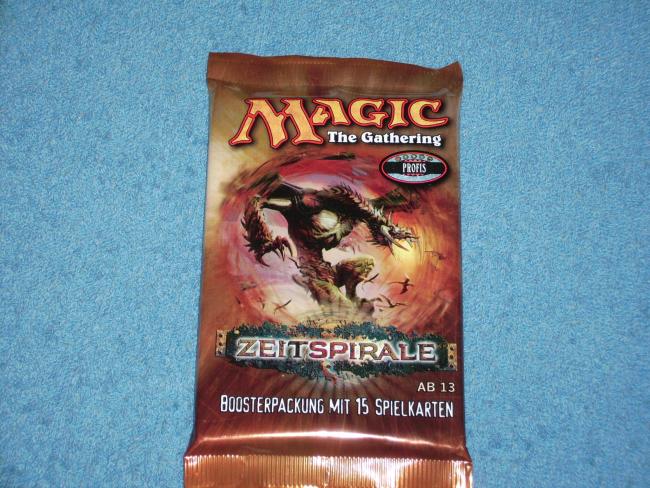 MAGIC
The Gathering
PROFIS
ZEITSPIRALE
AB 13
BOOSTERPACKUNG MIT 15 SPIELKARTEN